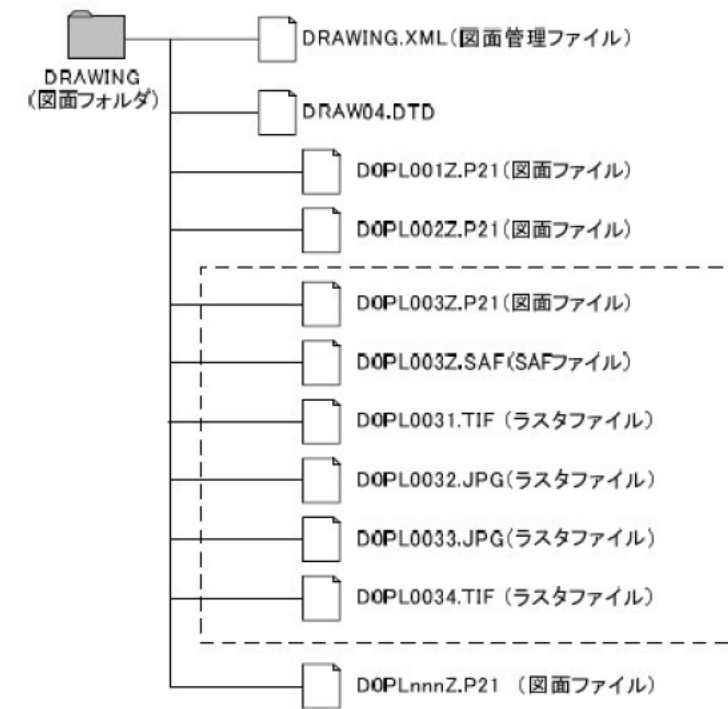 DRAWING.XML(図面管理ファイル)
DRAWING
(図面フォルダ)
DRAW04.DTD
D0PL001Z.P21(図面ファイル)
D0PL002Z.P21(図面ファイル)
D0PL003Z.P21(図面ファイル)
D0PL003Z.SAF(SAFファイル)
D0PL0031.TIF (ラスタファイル)
D0PL0032.JPG(ラスタファイル)
D0PL0033.JPG(ラスタファイル)
D0PL0034.TIF (ラスタファイル)
D0PLnnnZ.P21 (図面ファイル)